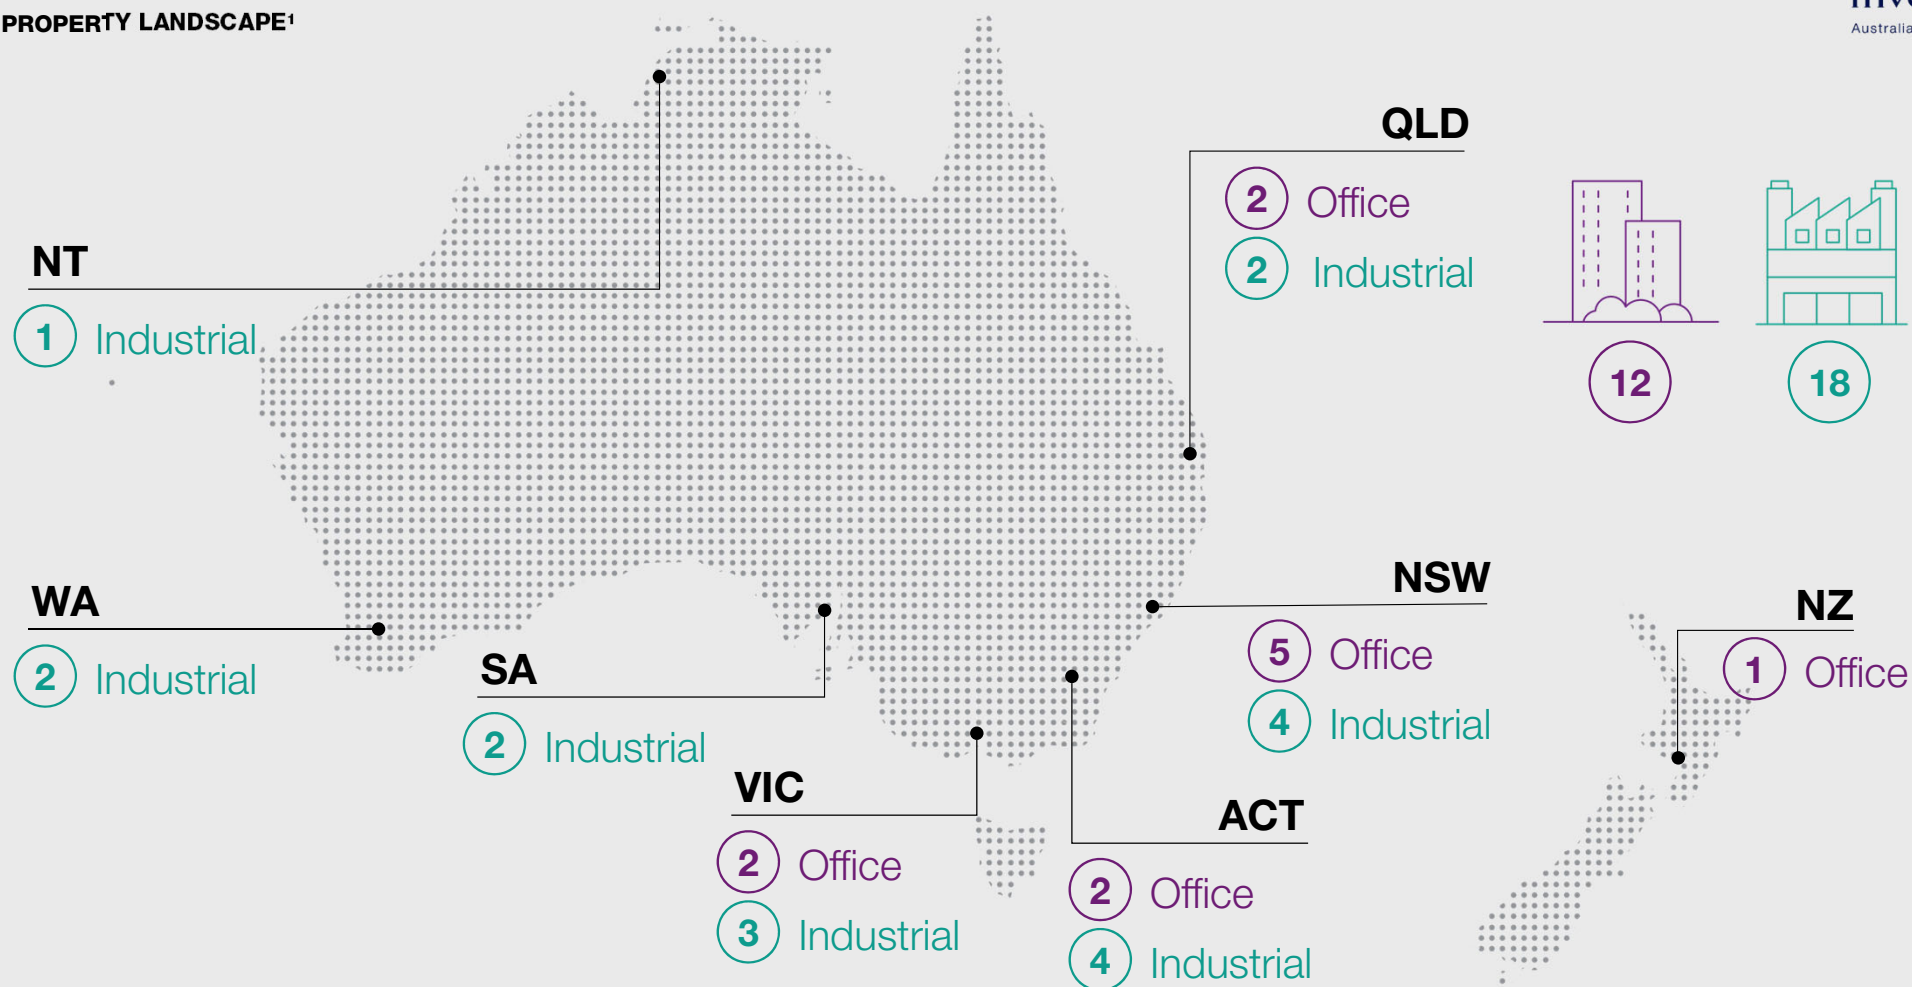 PROPERTY LANDSCAPE¹
Australia
QLD
2 Office
2 Industrial
12
18
NT
1 Industrial
WA
2 Industrial
SA
2 Industrial
NSW
5 Office
4 Industrial
NZ
1 Office
VIC
2 Office
3 Industrial
ACT
2 Office
4 Industrial